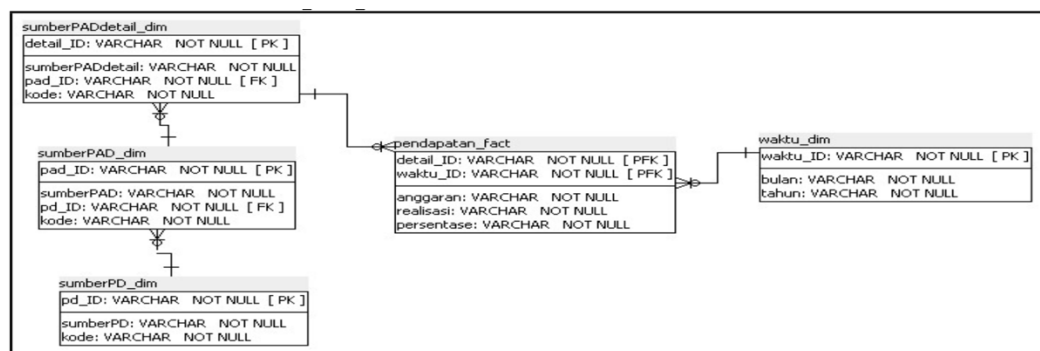 sumberPADdetail_dim
detail_ID: VARCHAR NOT NULL [ PK ]
sumberPADdetail: VARCHAR NOT NULL
pad_ID: VARCHAR NOT NULL [ FK ]
kode: VARCHAR NOT NULL
sumberPAD_dim
pad_ID: VARCHAR NOT NULL [ PK ]
sumberPAD: VARCHAR NOT NULL
pd_ID: VARCHAR NOT NULL [ FK ]
kode: VARCHAR NOT NULL
sumberPD_dim
pd_ID: VARCHAR NOT NULL [ PK ]
sumberPD: VARCHAR NOT NULL
kode: VARCHAR NOT NULL
pendapatan_fact
detail_ID: VARCHAR NOT NULL [ PFK ]
waktu_ID: VARCHAR NOT NULL [ PFK ]
anggaran: VARCHAR NOT NULL
realisasi: VARCHAR NOT NULL
persentase: VARCHAR NOT NULL
waktu_dim
waktu_ID: VARCHAR NOT NULL [ PK ]
bulan: VARCHAR NOT NULL
tahun: VARCHAR NOT NULL